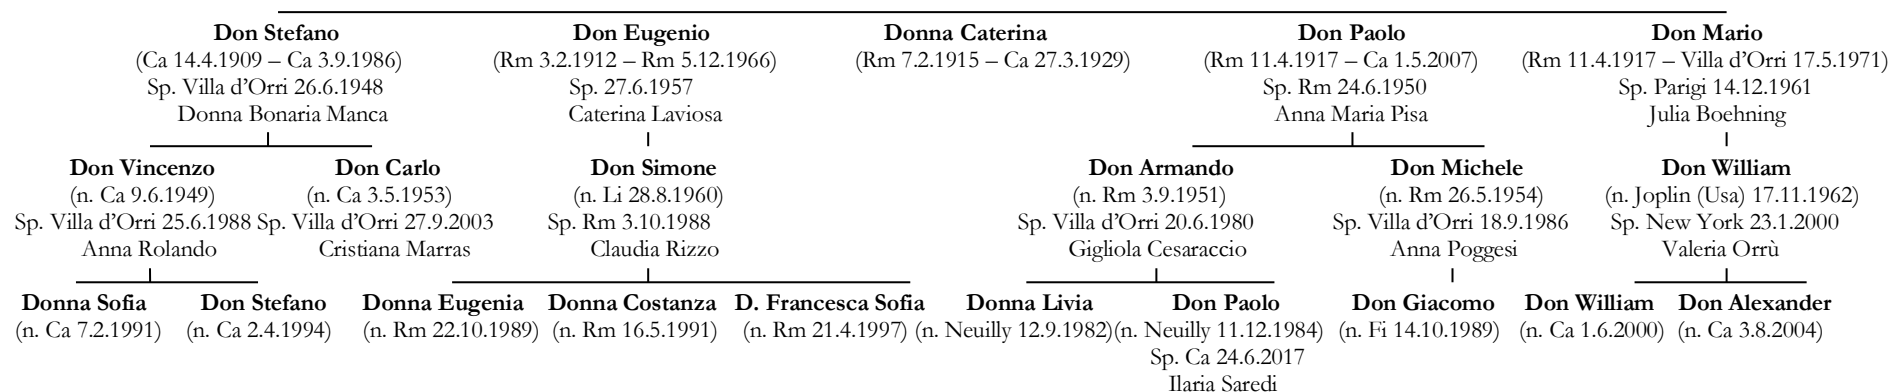 Don Stefano Don Eugenio Donna Caterina Don Paolo Don Mario
(Ca 14.4.1909 – Ca 3.9.1986) (Rm 3.2.1912 – Rm 5.12.1966) (Rm 7.2.1915 – Ca 27.3.1929) (Rm 11.4.1917 – Ca 1.5.2007) (Rm 11.4.1917 – Villa d’Orri 17.5.1971)
Sp. Villa d’Orri 26.6.1948 Sp. 27.6.1957 Sp. Rm 24.6.1950 Sp. Parigi 14.12.1961
Donna Bonaria Manca Caterina Laviosa Anna Maria Pisa Julia Boehning
Don Vincenzo Don Carlo Don Simone Don Armando Don Michele Don William
(n. Ca 9.6.1949) (n. Ca 3.5.1953) (n. Li 28.8.1960) (n. Rm 3.9.1951) (n. Rm 26.5.1954) (n. Joplin (Usa) 17.11.1962)
Sp. Villa d’Orri 25.6.1988 Sp. Villa d’Orri 27.9.2003 Sp. Rm 3.10.1988 Sp. Villa d’Orri 20.6.1980 Sp. Villa d’Orri 18.9.1986 Sp. New York 23.1.2000
Anna Rolando Cristiana Marras Claudia Rizzo Gigliola Cesaraccio Anna Poggesi Valeria Orrù
Donna Sofia Don Stefano Donna Eugenia Donna Costanza D. Francesca Sofia Donna Livia Don Paolo Don Giacomo Don William Don Alexander
(n. Ca 7.2.1991) (n. Ca 2.4.1994) (n. Rm 22.10.1989) (n. Rm 16.5.1991) (n. Rm 21.4.1997) (n. Neuilly 12.9.1982) (n. Neuilly 11.12.1984) (n. Fi 14.10.1989) (n. Ca 1.6.2000) (n. Ca 3.8.2004)
Sp. Ca 24.6.2017
Ilaria Saredi